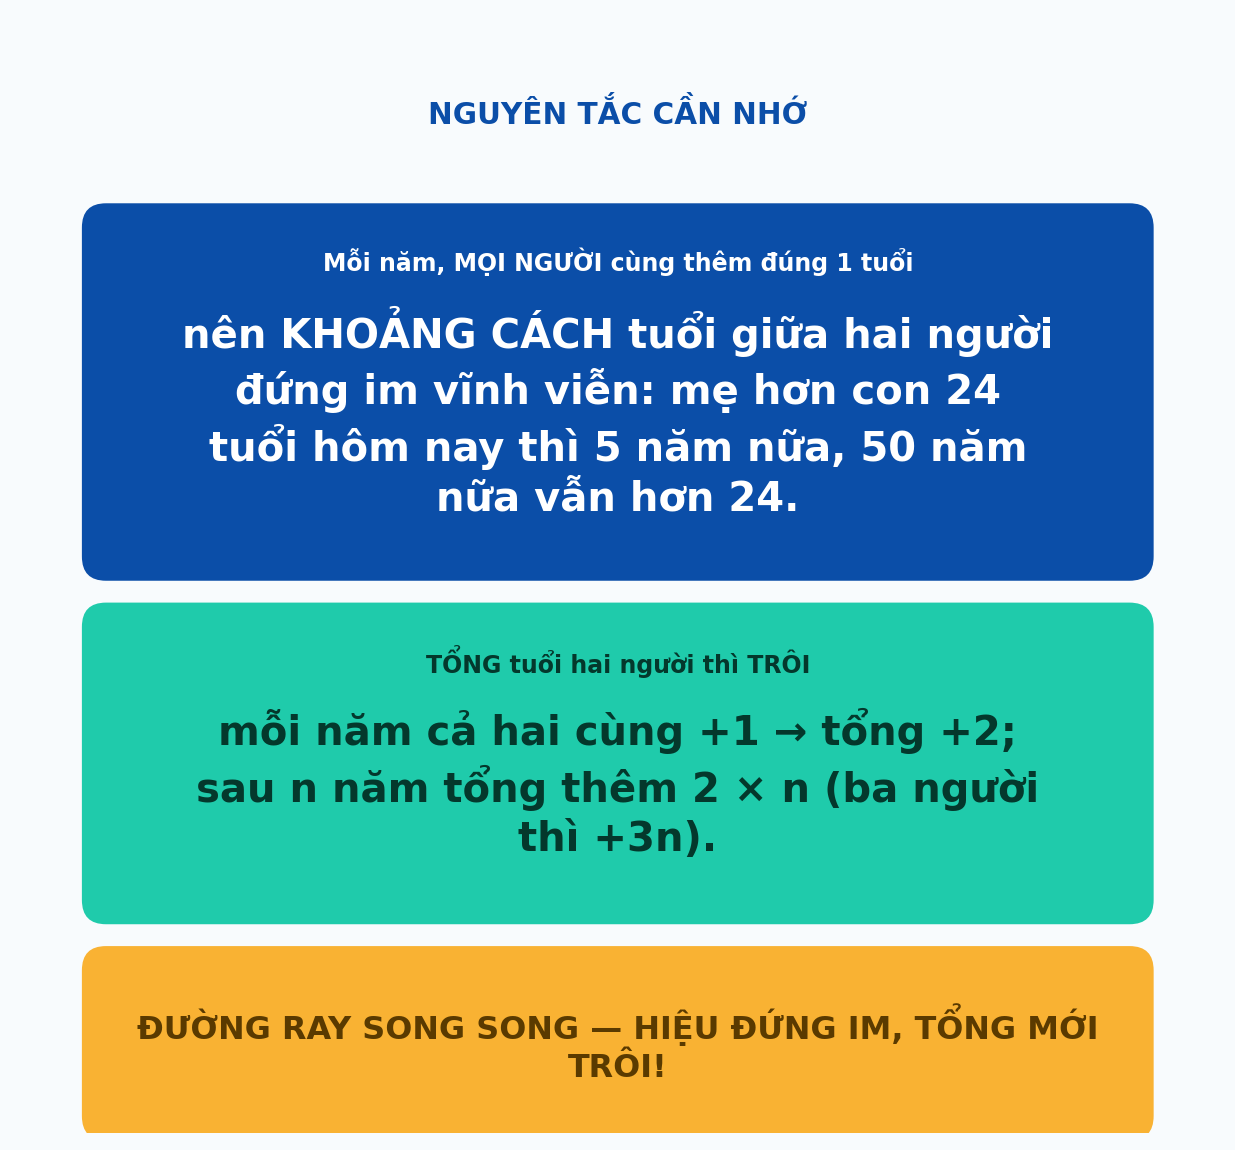 NGUYÊN TẮC CẦN NHỚ
Mỗi năm, MỌI NGƯỜI cùng thêm đúng 1 tuổi
nên KHOẢNG CÁCH tuổi giữa hai người
đứng im vĩnh viễn: mẹ hơn con 24
tuổi hôm nay thì 5 năm nữa, 50 năm
nữa vẫn hơn 24.
TỔNG tuổi hai người thì TRÔI
mỗi năm cả hai cùng +1 → tổng +2;
sau n năm tổng thêm 2 × n (ba người
thì +3n).
ĐƯỜNG RAY SONG SONG — HIỆU ĐỨNG IM, TỔNG MỚI
TRÔI!